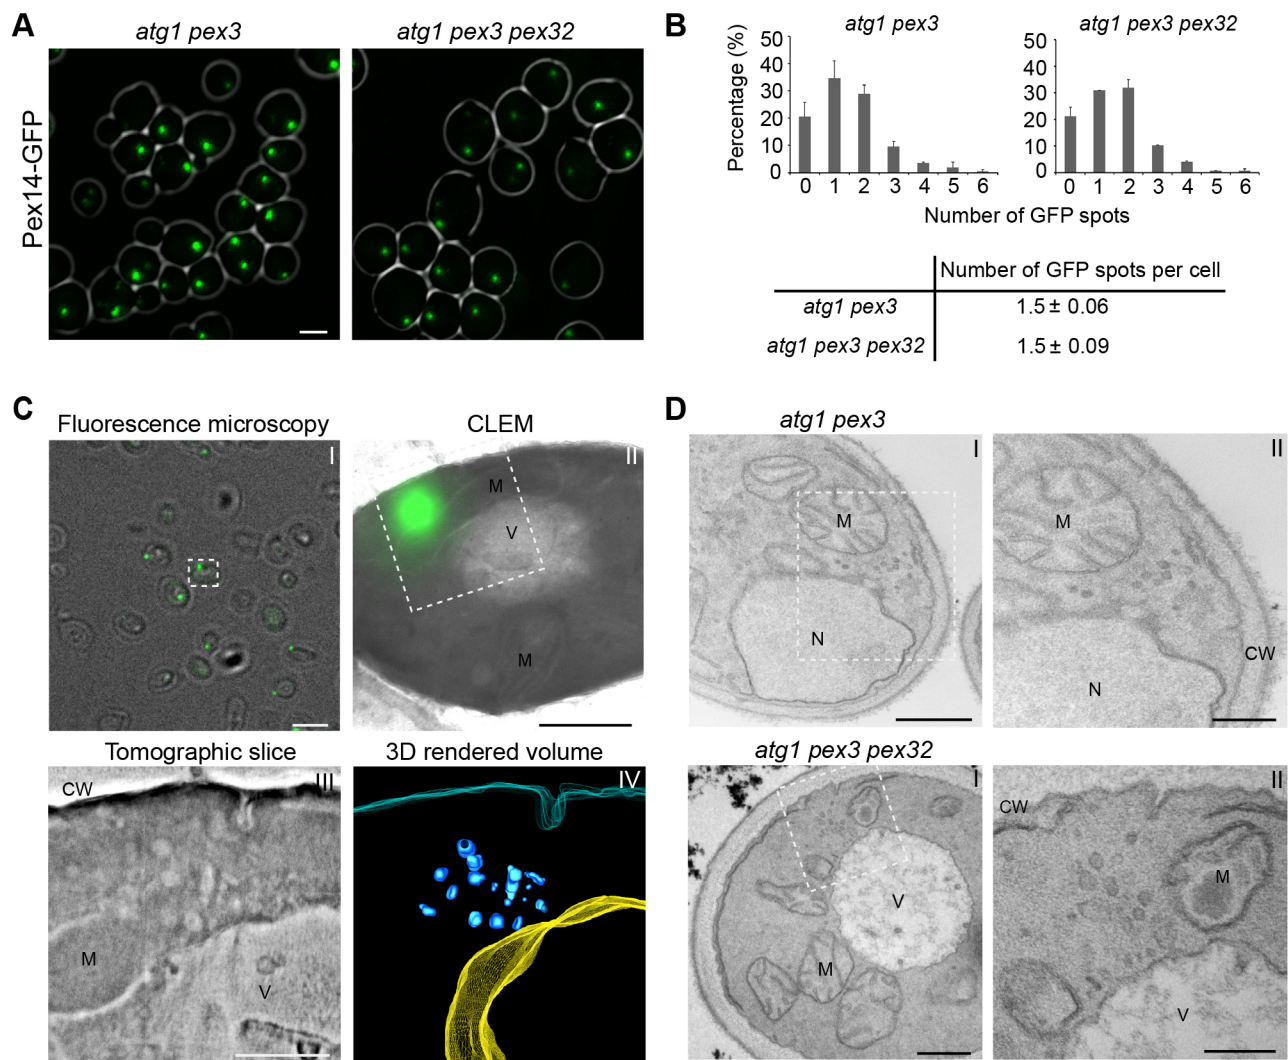 A
atg1 pex3
atg1 pex3 pex32
Pex14-GFP
B
atg1 pex3
atg1 pex3 pex32
Percentage (%)
50
40
30
20
10
0
0 1 2 3 4 5 6
50
40
30
20
10
0
0 1 2 3 4 5 6
Number of GFP spots
Number of GFP spots per cell
atg1 pex3 1.5 ± 0.06
atg1 pex3 pex32 1.5 ± 0.09
C
Fluorescence microscopy
I
CLEM
II
M
V
M
Tomographic slice
III
CW
M
V
3D rendered volume
IV
D
atg1 pex3
I
M
N
II
M
CW
N
atg1 pex3 pex32
I
V
M
II
CW
M
V